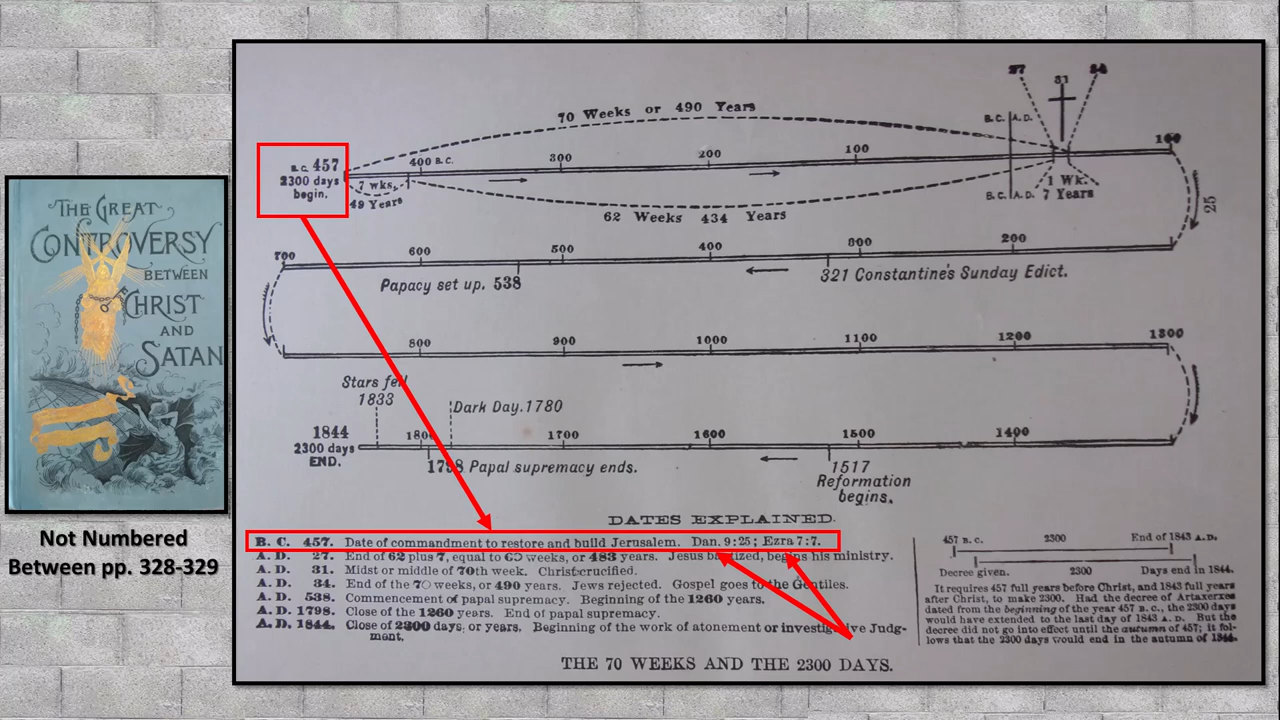 THE GREAT
CONTROVERSY
BETWEEN
CHRIST
AND
SATAN
Not Numbered
Between pp. 328-329
27
31
34
70 Weeks or 490 Years
B.C. A.D.
B.C. 457
2300 days
begin.
400 B.C.
300
200
100
100
7 wks.
49 Years
62 Weeks 434 Years
B.C. A.D.
1 Wk.
7 Years
25
700
600
500
400
300
200
Papacy set up. 538
321 Constantine's Sunday Edict.
800
900
1000
1100
1200
1300
Stars fell
1833
Dark Day. 1780
1844
2300 days
END.
1800
1700
1600
1500
1400
1798 Papal supremacy ends.
1517
Reformation
begins.
DATES EXPLAINED.
B. C. 457. Date of commandment to restore and build Jerusalem. Dan. 9:25; Ezra 7:7.
A. D. 27. End of 62 plus 7, equal to 69 weeks, or 483 years. Jesus baptized, begins his ministry.
A. D. 31. Midst or middle of 70th week. Christ crucified.
A. D. 34. End of the 70 weeks, or 490 years. Jews rejected. Gospel goes to the Gentiles.
A. D. 538. Commencement of papal supremacy. Beginning of the 1260 years.
A. D. 1798. Close of the 1260 years. End of papal supremacy.
A. D. 1844. Close of 2300 days, or years. Beginning of the work of atonement or investigative Judg-
ment.
457 B.C. 2300 End of 1843 A.D.
Decree given. 2300 Days end in 1844.
It requires 457 full years before Christ, and 1843 full years
after Christ, to make 2300. Had the decree of Artaxerxes
dated from the beginning of the year 457 B.C., the 2300 days
would have extended to the last day of 1843 A.D. But the
decree did not go into effect until the autumn of 457; it fol-
lows that the 2300 days would end in the autumn of 1844.
THE 70 WEEKS AND THE 2300 DAYS.